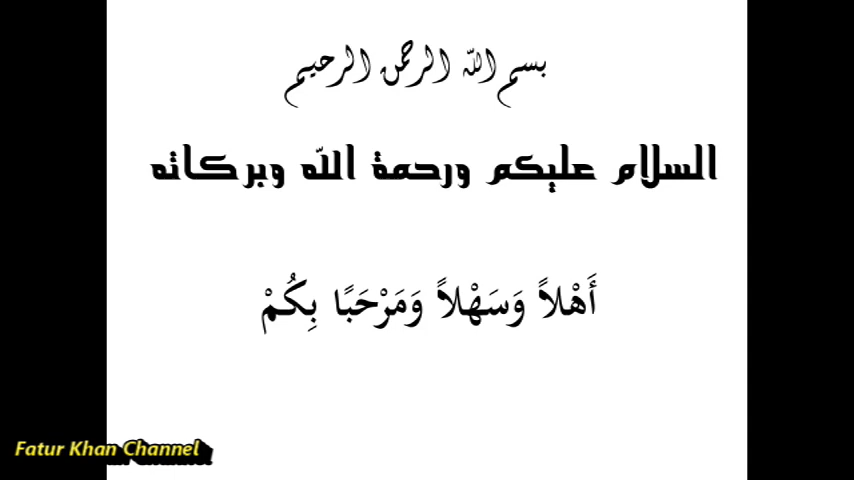 بسم الله الرحمن الرحيم
السلام عليكم ورحمة الله وبركاته
أَهْلاً وَسَهْلاً وَمَرْحَبًا بِكُمْ
Fatur Khan Channel